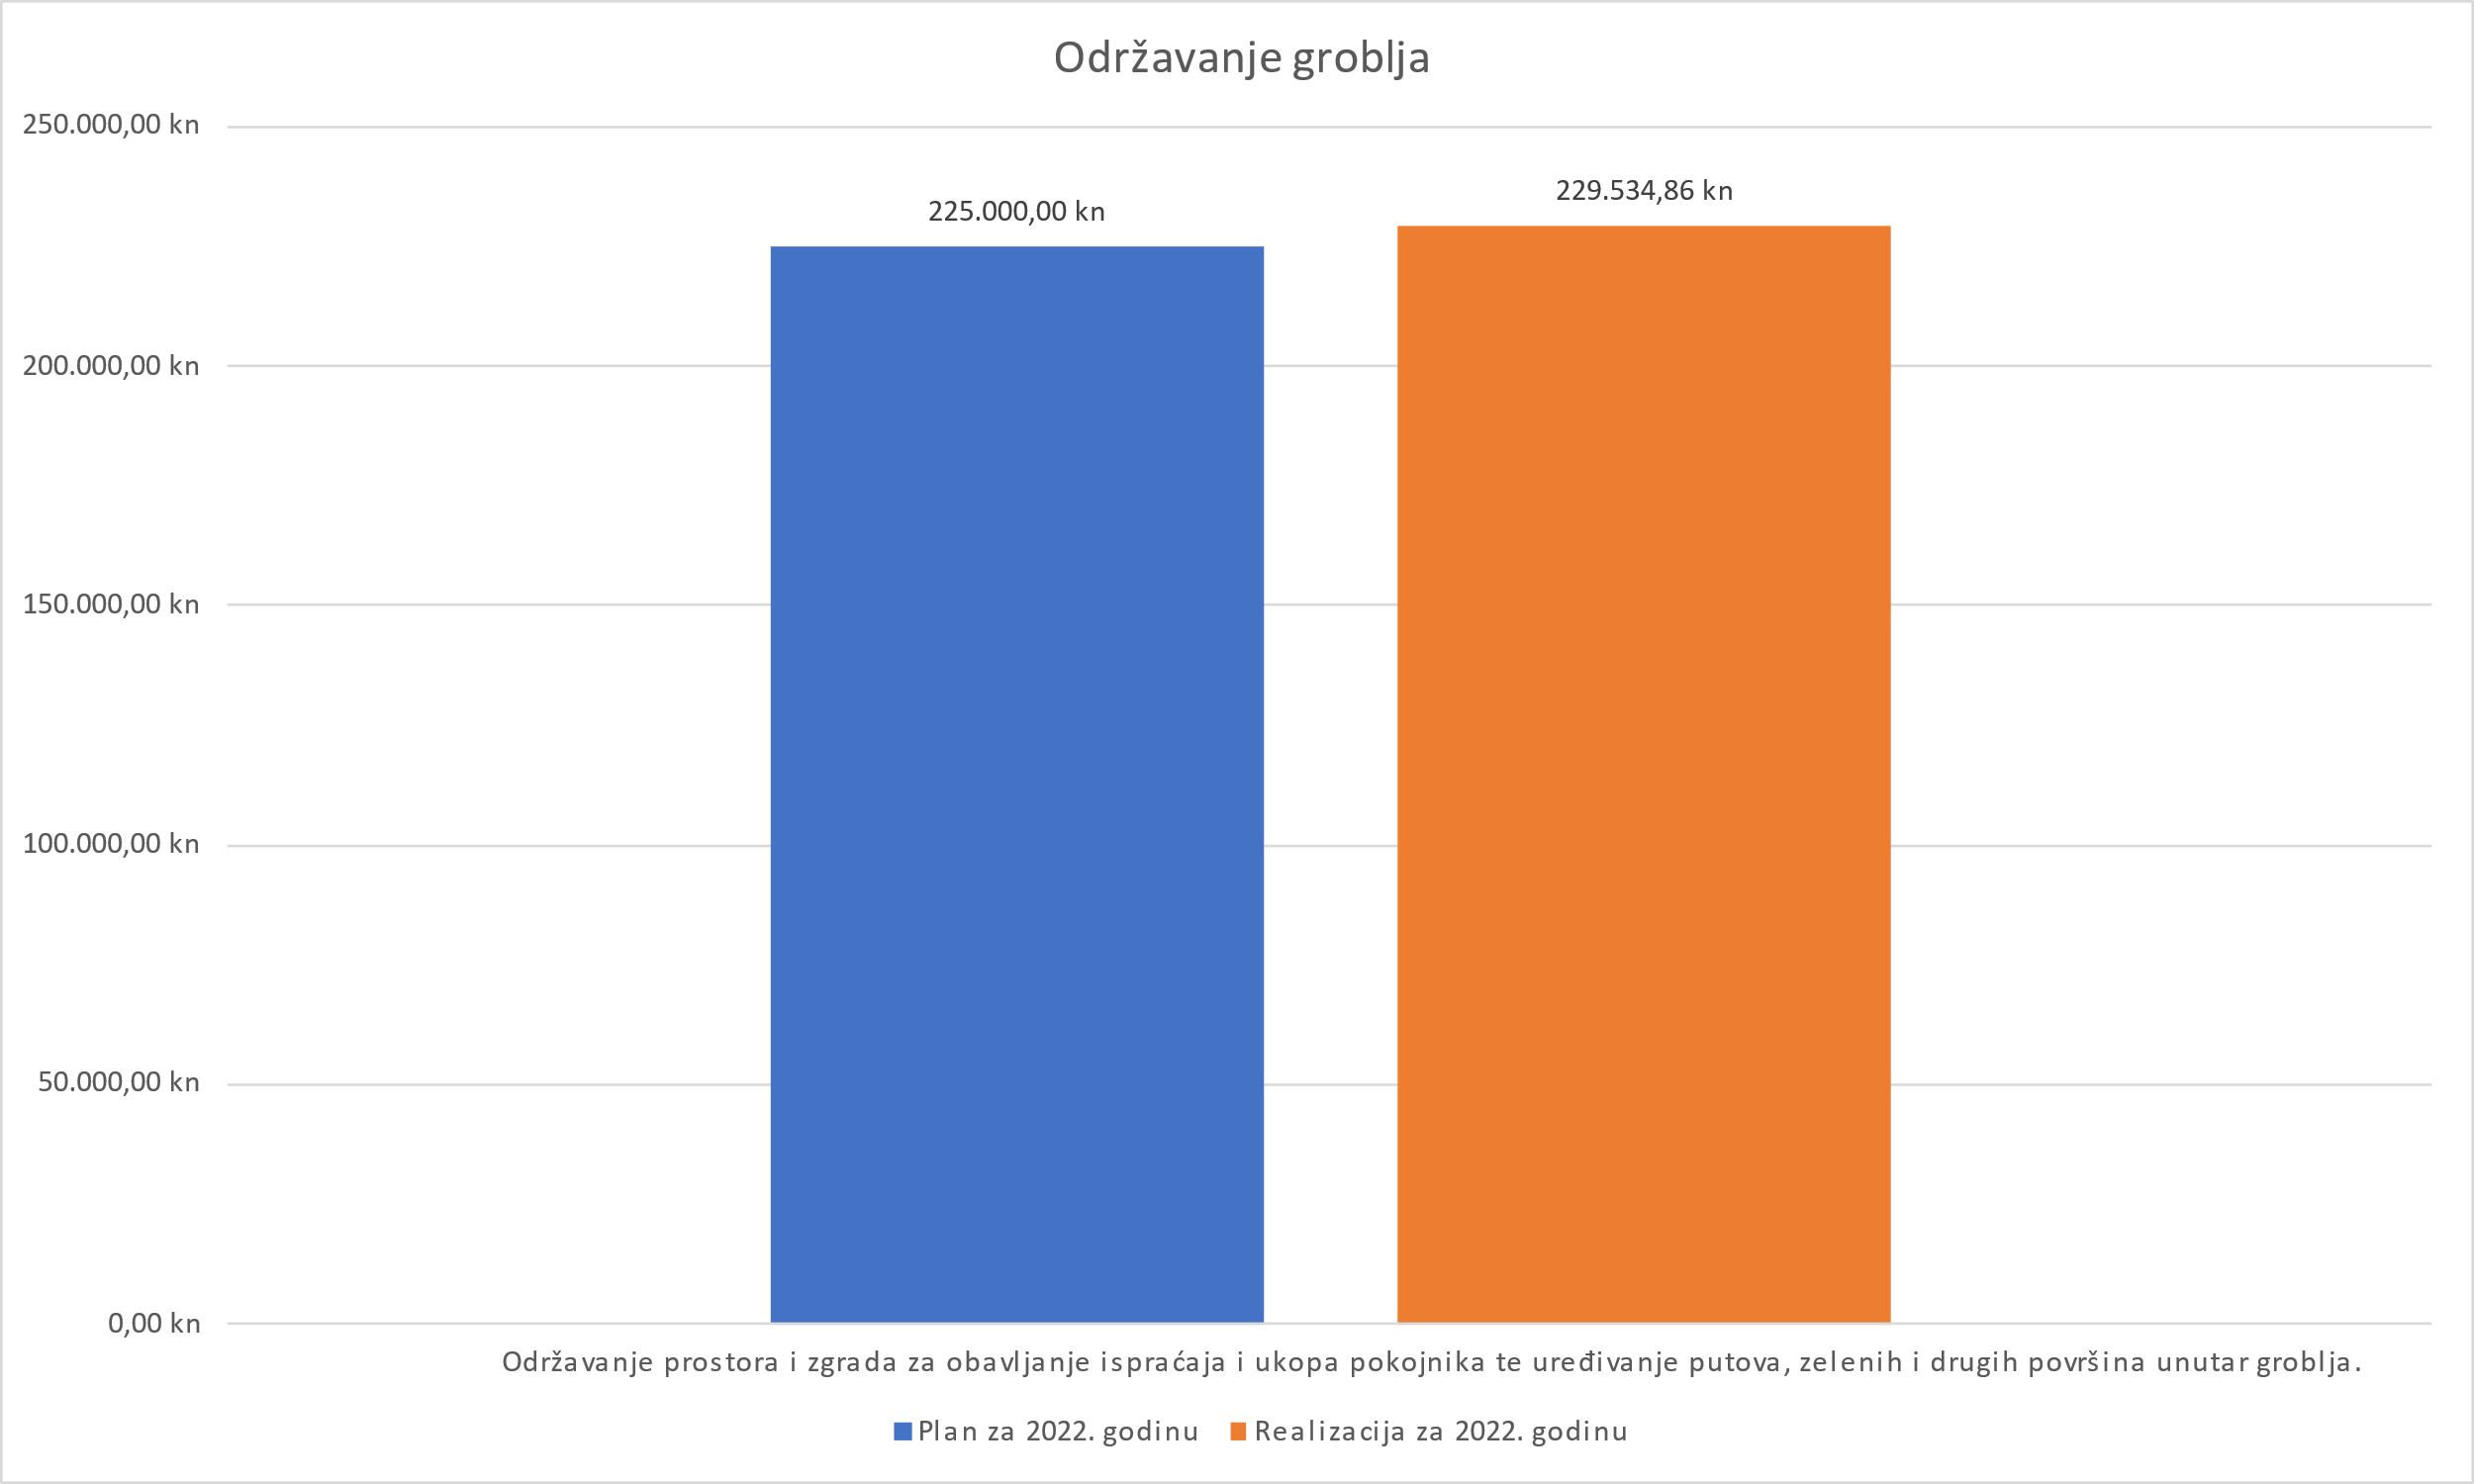 Održavanje groblja
250.000,00 kn
200.000,00 kn
150.000,00 kn
100.000,00 kn
50.000,00 kn
0,00 kn
225.000,00 kn
229.534,86 kn
Održavanje prostora i zgrada za obavljanje ispraćaja i ukopa pokojnika te uređivanje putova, zelenih i drugih površina unutar groblja.
Plan za 2022. godinu
Realizacija za 2022. godinu